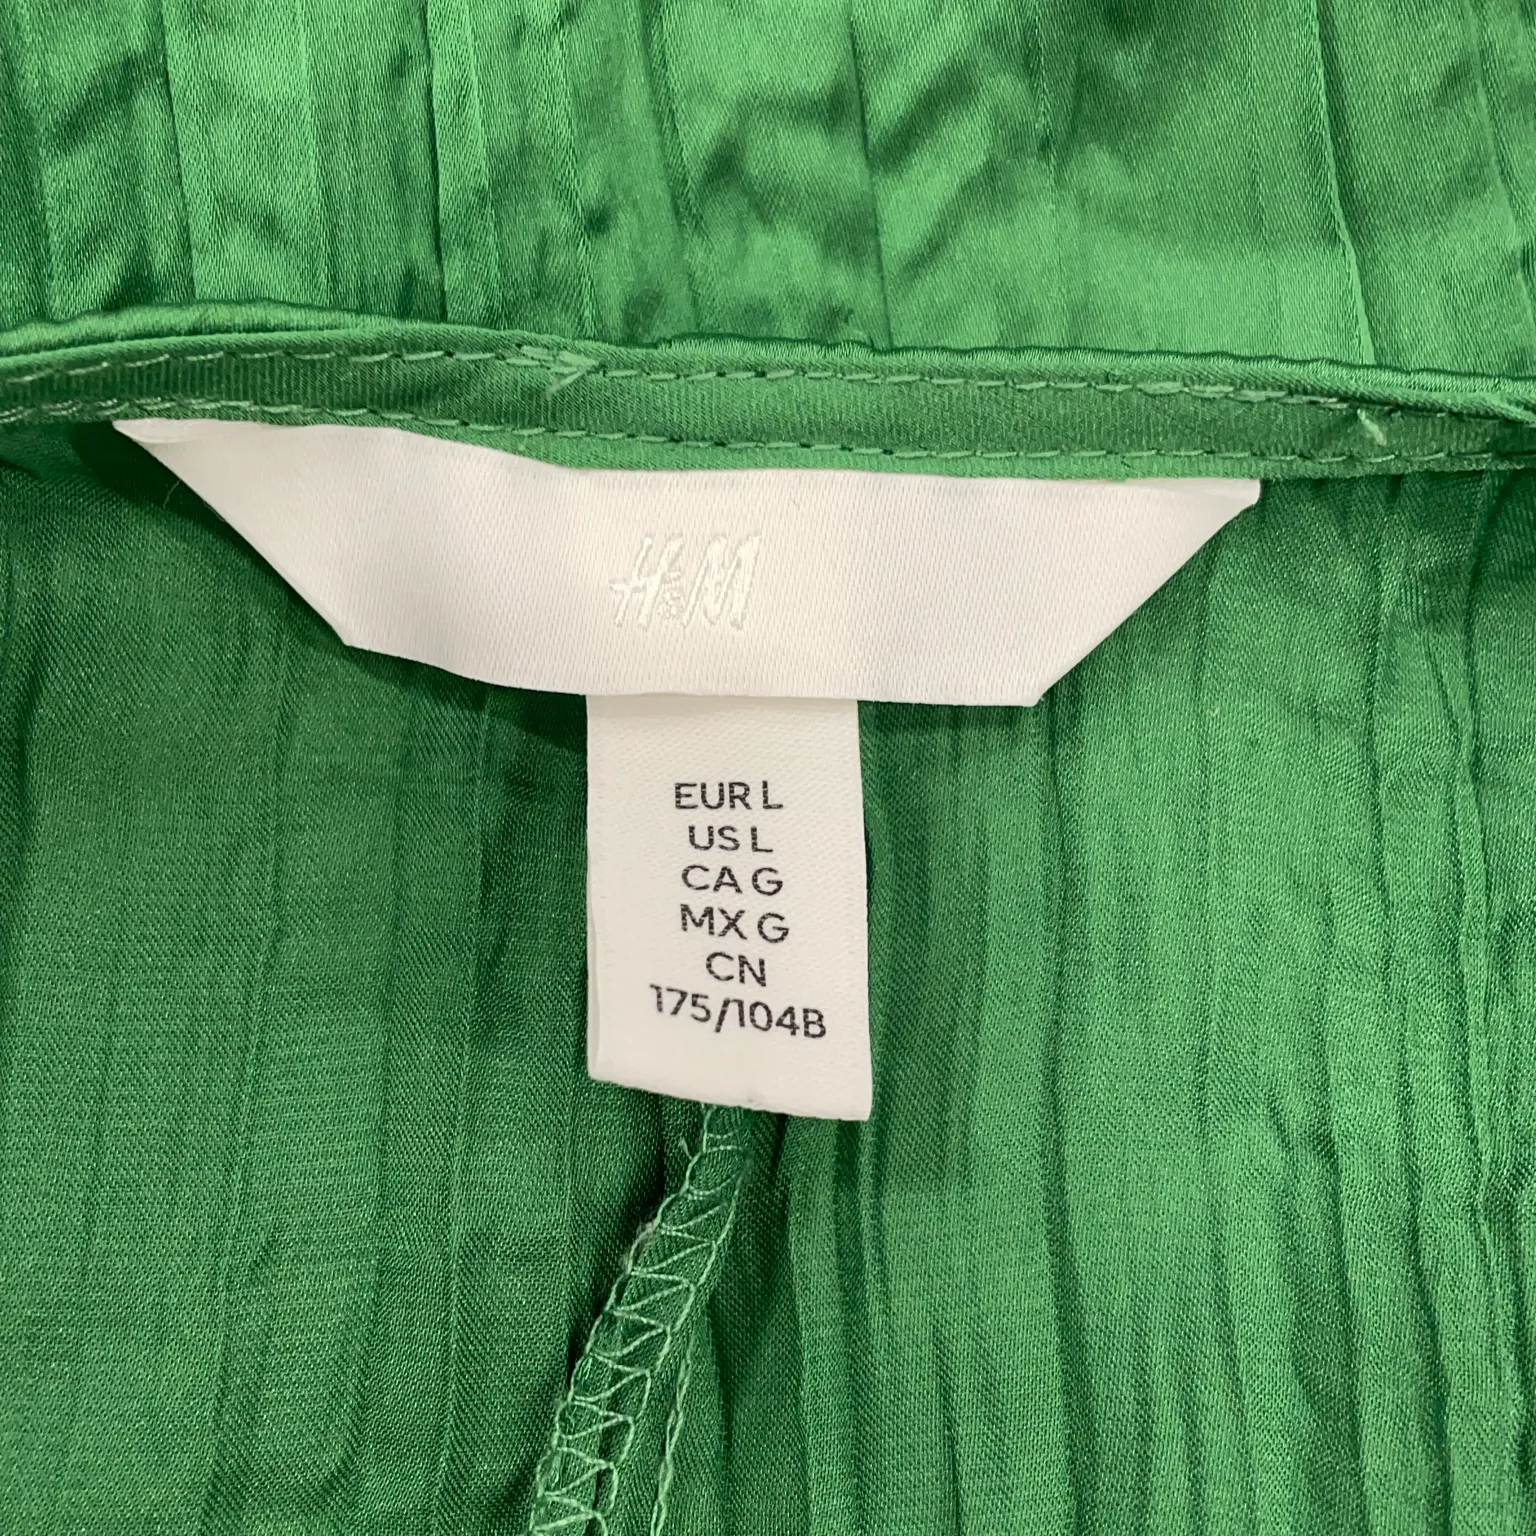 H&M
EUR L
US L
CA G
MX G
CN
175/104B